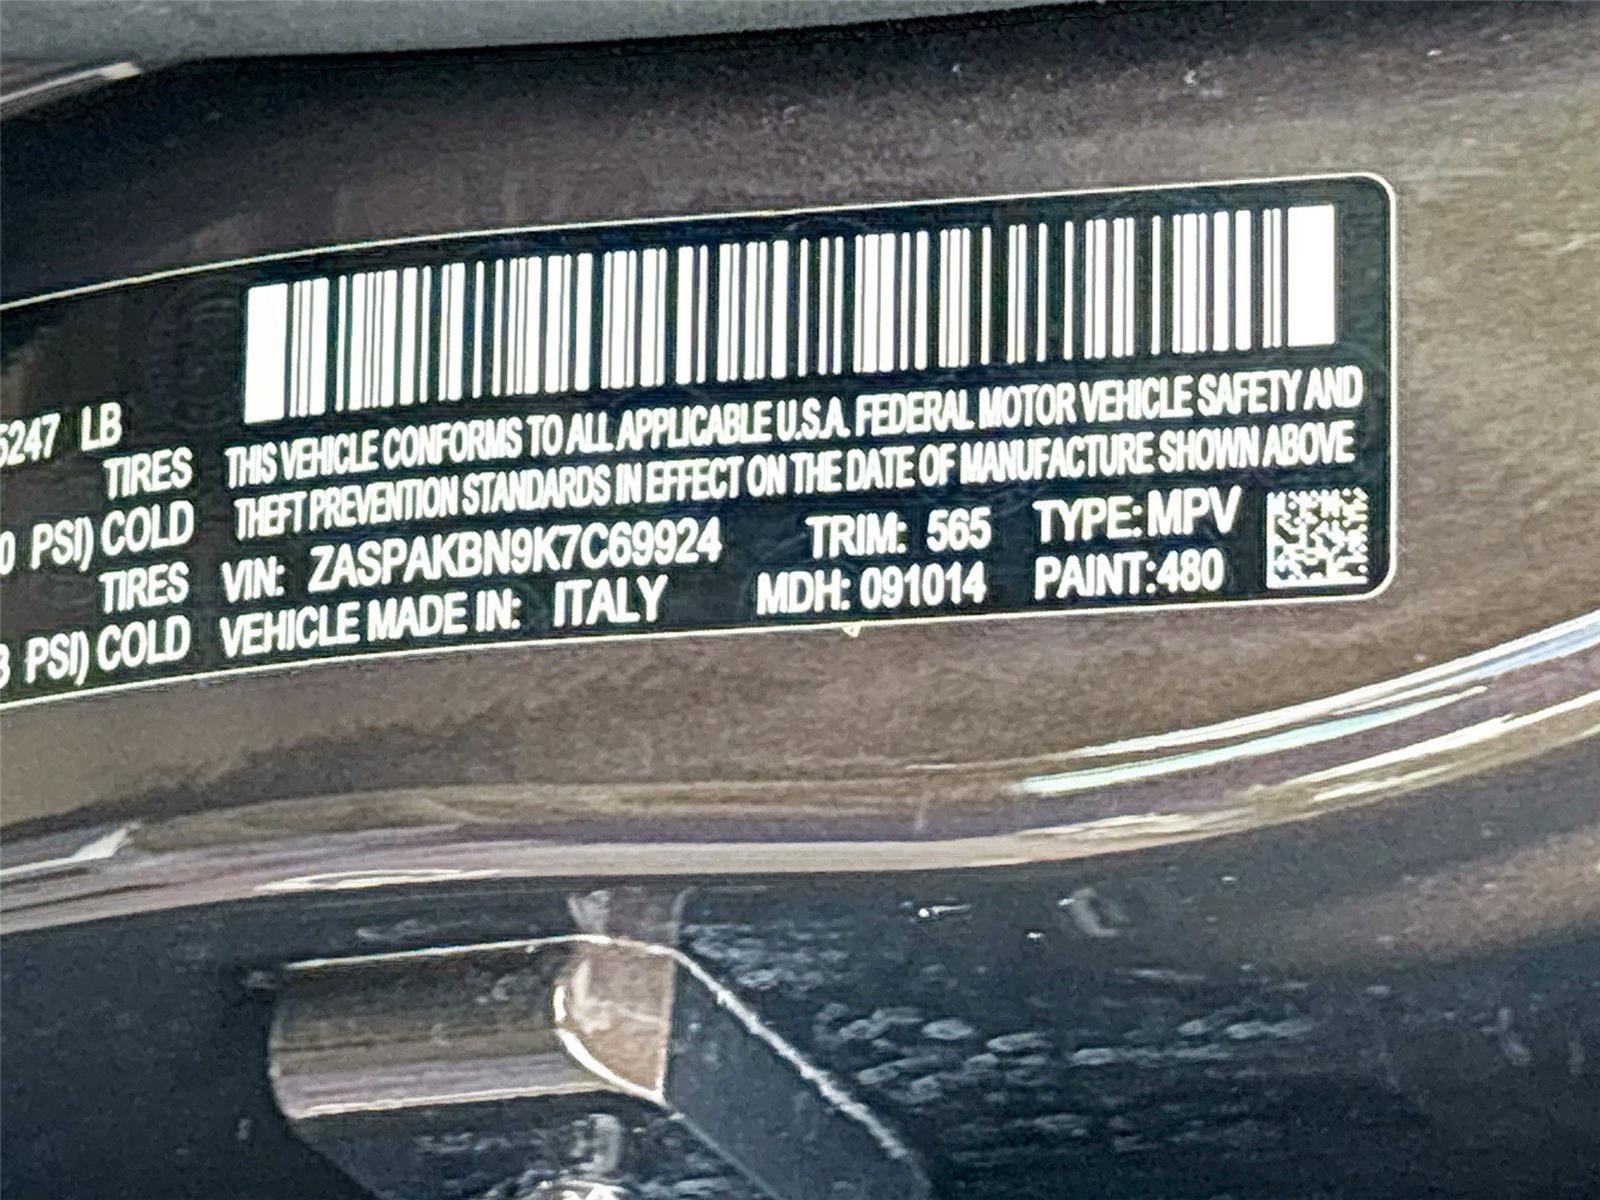 5247 LB
TIRES
0 PSI) COLD
TIRES
3 PSI) COLD
THIS VEHICLE CONFORMS TO ALL APPLICABLE U.S.A. FEDERAL MOTOR VEHICLE SAFETY AND
THEFT PREVENTION STANDARDS IN EFFECT ON THE DATE OF MANUFACTURE SHOWN ABOVE
VIN: ZASPAKBN9K7C69924 TRIM: 565 TYPE: MPV
VEHICLE MADE IN: ITALY MDH: 091014 PAINT: 480